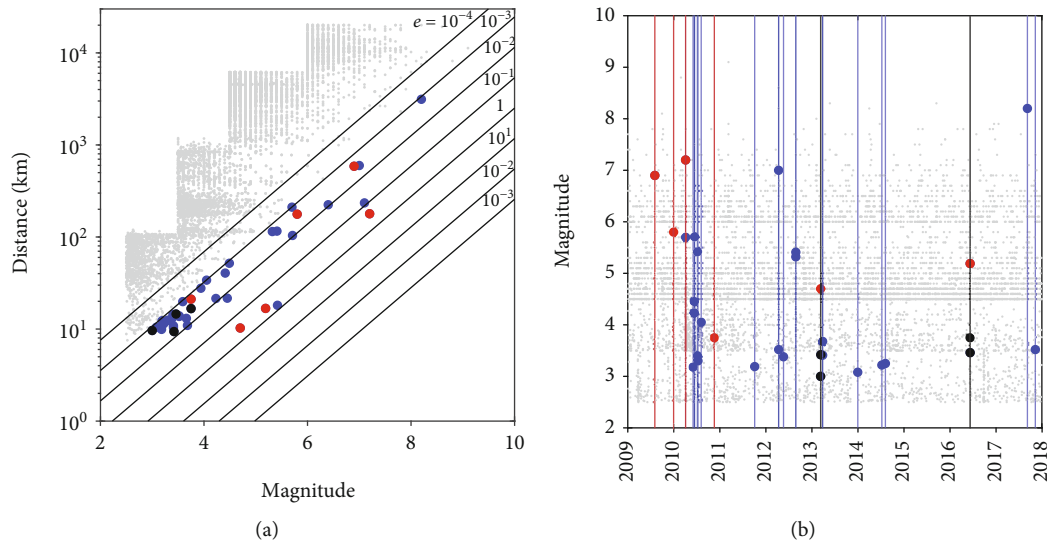 e = 10⁻⁴
10⁻³
10⁻²
10⁻¹
1
10¹
10⁻²
10⁻³
10⁴
10³
10²
10¹
10⁰
Distance (km)
2 4 6 8 10
Magnitude
(a)
10
9
8
7
6
5
4
3
2
Magnitude
2009 2010 2011 2012 2013 2014 2015 2016 2017 2018
(b)